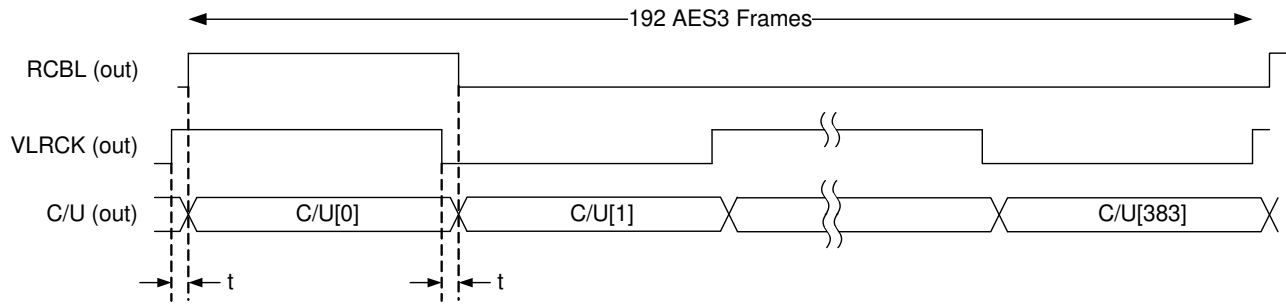 192 AES3 Frames
RCBL (out)
VLRCK (out)
C/U (out)
C/U[0]
C/U[1]
C/U[383]
t
t